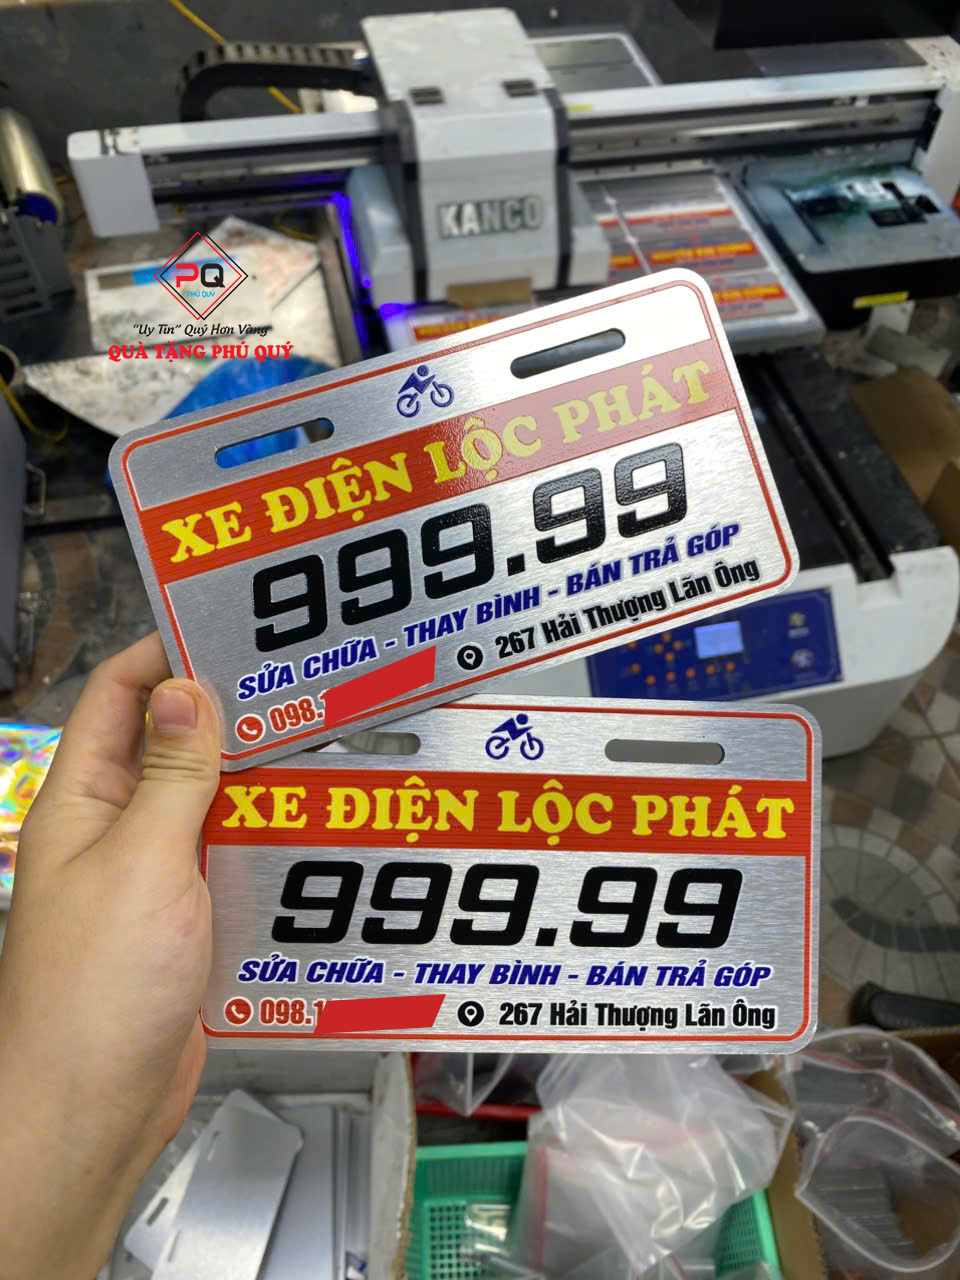 KANCO
PQ
PHÚ QUÝ
"Uy Tín" Quý Hơn Vàng
QUÀ TẶNG PHÚ QUÝ
XE ĐIỆN LỘC PHÁT
999.99
SỬA CHỮA - THAY BÌNH - BÁN TRẢ GÓP
098.1
267 Hải Thượng Lãn Ông
XE ĐIỆN LỘC PHÁT
999.99
SỬA CHỮA - THAY BÌNH - BÁN TRẢ GÓP
098.1
267 Hải Thượng Lãn Ông